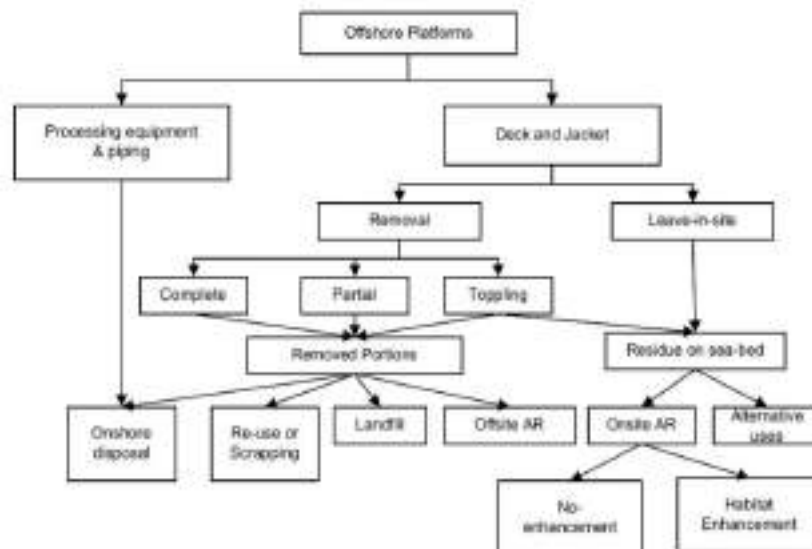 Offshore Platforms
Processing equipment
& piping
Deck and Jacket
Removal
Leave-in-site
Complete
Partial
Toppling
Removed Portions
Residue on sea-bed
Onshore
disposal
Re-use or
Scrapping
Landfill
Offsite AR
Onsite AR
Alternative
uses
No-
enhancement
Habitat
Enhancement